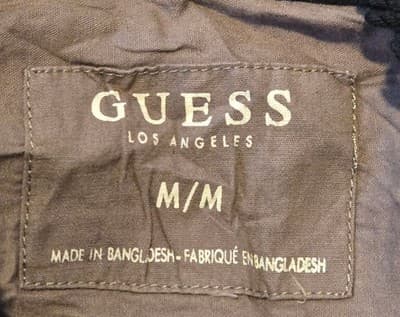 GUESS
LOS ANGELES
M/M
MADE IN BANGLADESH-FABRIQUÉ EN BANGLADESH